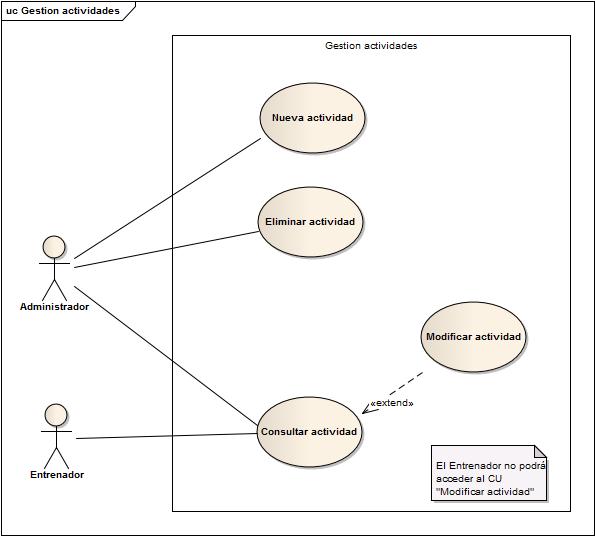 uc Gestion actividades
Gestion actividades
Nueva actividad
Eliminar actividad
Administrador
Modificar actividad
«extend»
Consultar actividad
Entrenador
El Entrenador no podrá
acceder al CU
"Modificar actividad"